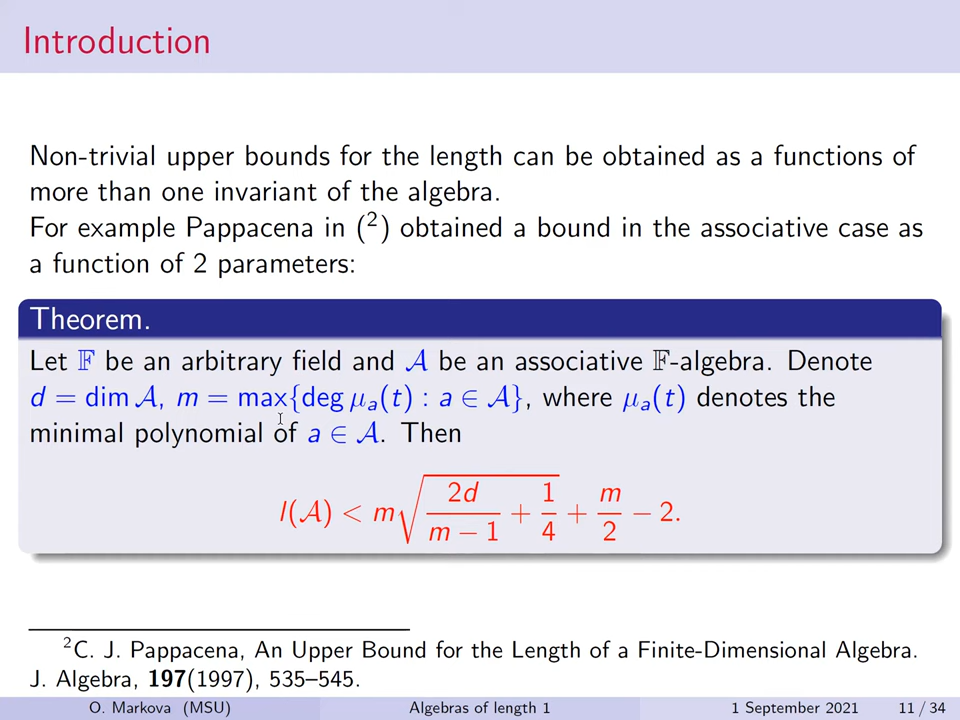 Introduction
Non-trivial upper bounds for the length can be obtained as a functions of
more than one invariant of the algebra.
For example Pappacena in (²) obtained a bound in the associative case as
a function of 2 parameters:
Theorem.
Let 𝔽 be an arbitrary field and 𝒜 be an associative 𝔽-algebra. Denote
d = dim 𝒜, m = max{deg μₐ(t) : a ∈ 𝒜}, where μₐ(t) denotes the
minimal polynomial of a ∈ 𝒜. Then
l(𝒜) < m√(2d/(m − 1) + 1/4) + m/2 − 2.
²C. J. Pappacena, An Upper Bound for the Length of a Finite-Dimensional Algebra.
J. Algebra, 197(1997), 535–545.
O. Markova (MSU) Algebras of length 1 1 September 2021 11 / 34